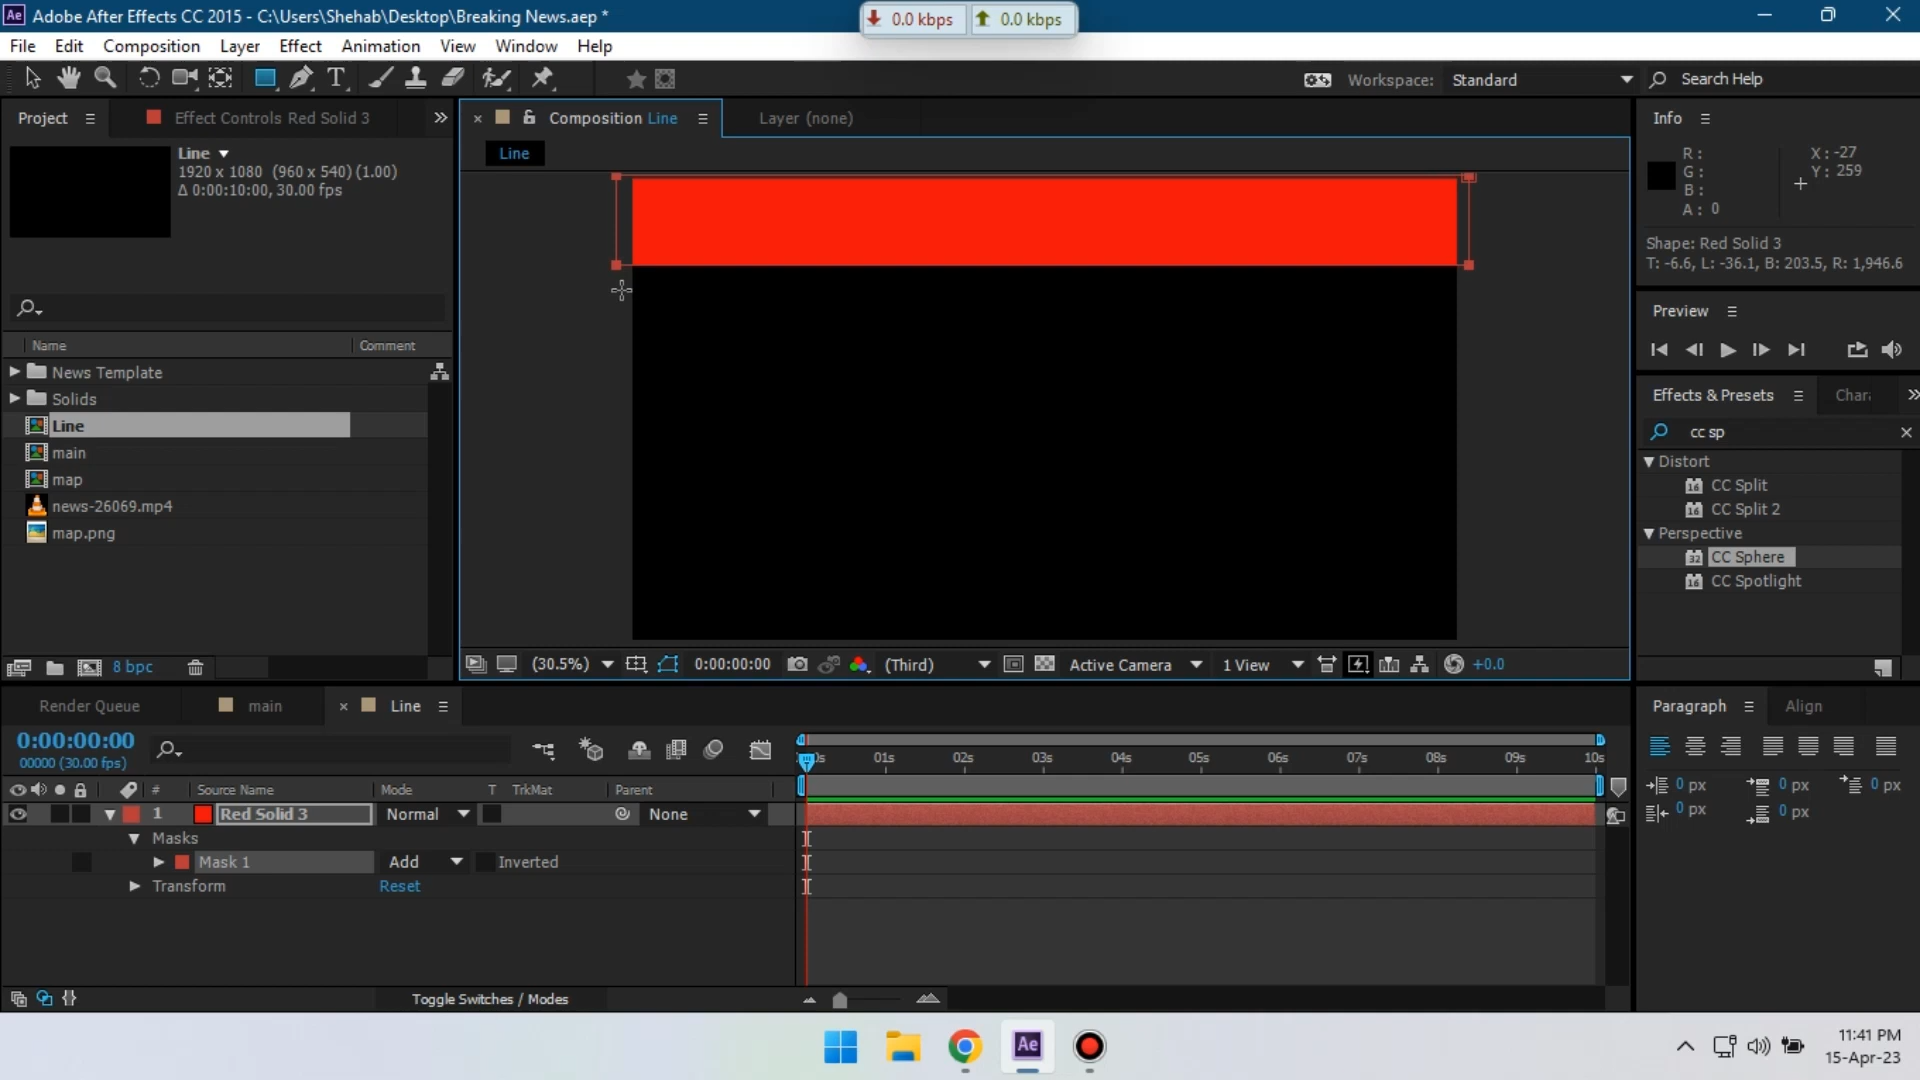 Adobe After Effects CC 2015 - C:\Users\Shehab\Desktop\Breaking News.aep *
0.0 kbps
0.0 kbps
File Edit Composition Layer Effect Animation View Window Help
Workspace: Standard
Search Help
Project
Effect Controls Red Solid 3
Composition Line
Layer (none)
Info
Line
1920 x 1080 (960 x 540) (1.00)
Δ 0:00:10:00, 30.00 fps
Line
R:
G:
B:
A: 0
X: -27
Y: 259
Shape: Red Solid 3
T: -6.6, L: -36.1, B: 203.5, R: 1,946.6
Preview
Name Comment
News Template
Solids
Line
main
map
news-26069.mp4
map.png
Effects & Presets
cc sp
Distort
CC Split
CC Split 2
Perspective
CC Sphere
CC Spotlight
8 bpc
(30.5%) 0:00:00:00 (Third) Active Camera 1 View +0.0
Render Queue main Line
Paragraph Align
0:00:00:00
00000 (30.00 fps)
01s 02s 03s 04s 05s 06s 07s 08s 09s 10s
# Source Name Mode T TrkMat Parent
0 px 0 px 0 px
0 px 0 px
1 Red Solid 3 Normal None
Masks
Mask 1 Add Inverted
Transform Reset
Toggle Switches / Modes
11:41 PM
15-Apr-23